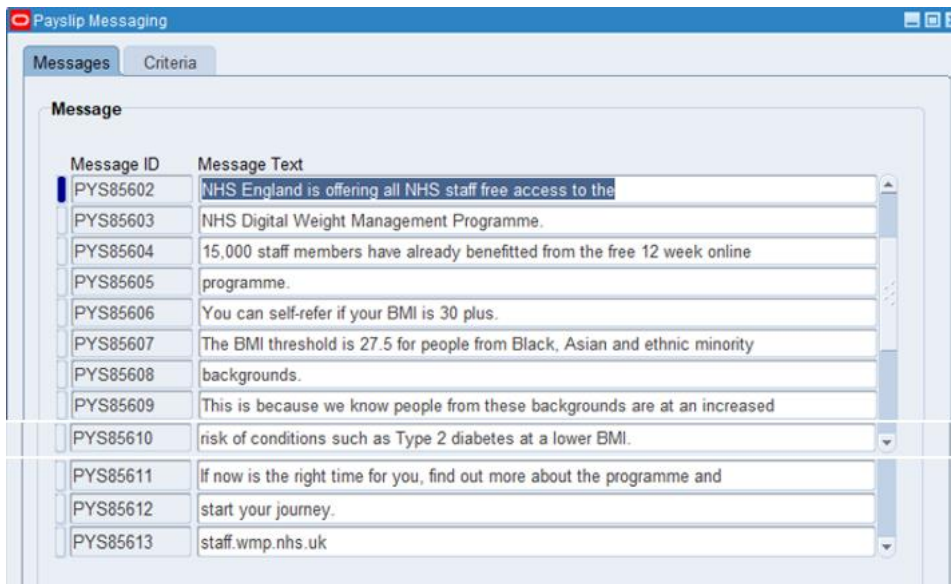 Payslip Messaging
Messages Criteria
Message
Message ID Message Text
PYS85602 NHS England is offering all NHS staff free access to the
PYS85603 NHS Digital Weight Management Programme.
PYS85604 15,000 staff members have already benefitted from the free 12 week online
PYS85605 programme.
PYS85606 You can self-refer if your BMI is 30 plus.
PYS85607 The BMI threshold is 27.5 for people from Black, Asian and ethnic minority
PYS85608 backgrounds.
PYS85609 This is because we know people from these backgrounds are at an increased
PYS85610 risk of conditions such as Type 2 diabetes at a lower BMI.
PYS85611 If now is the right time for you, find out more about the programme and
PYS85612 start your journey.
PYS85613 staff.wmp.nhs.uk